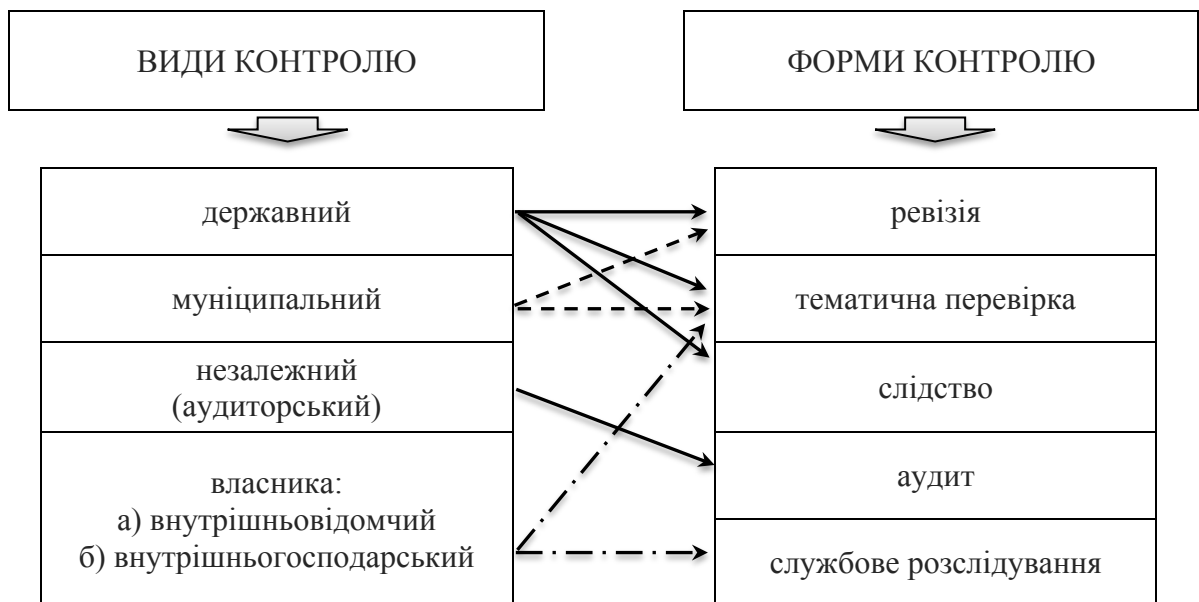 ВИДИ КОНТРОЛЮ
ФОРМИ КОНТРОЛЮ
державний
муніципальний
незалежний
(аудиторський)
власника:
а) внутрішньовідомчий
б) внутрішньогосподарський
ревізія
тематична перевірка
слідство
аудит
службове розслідування